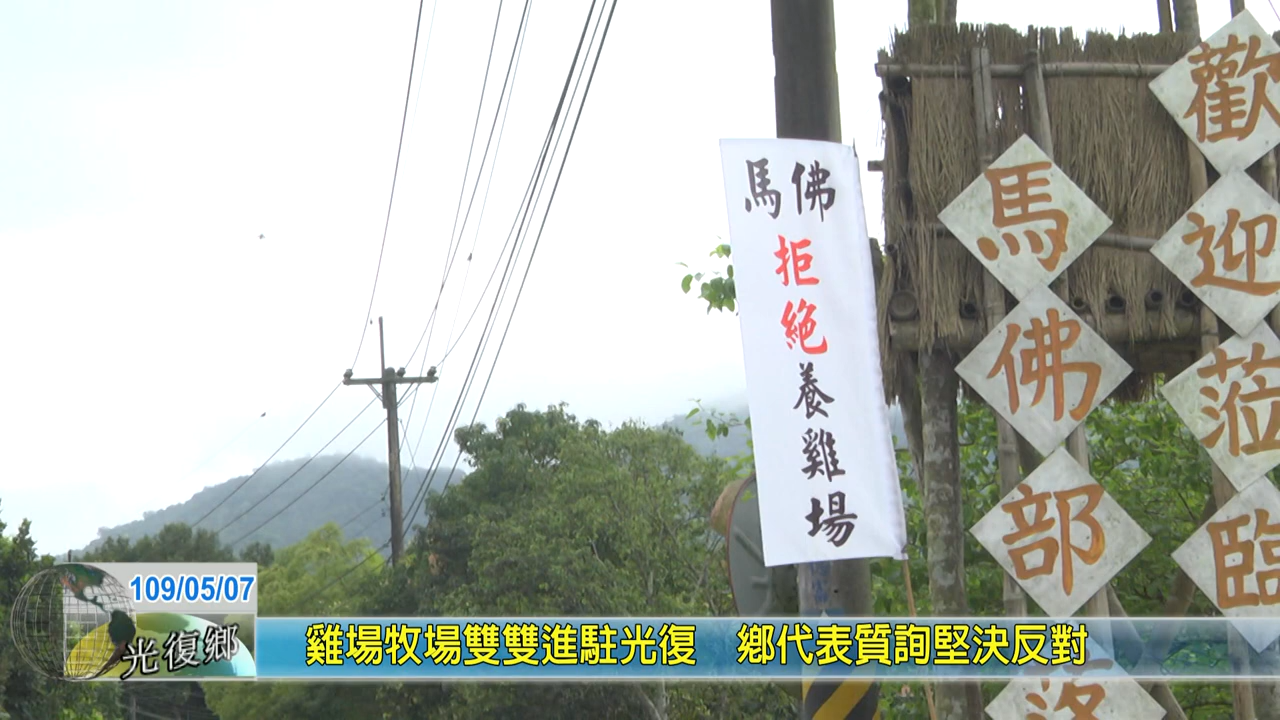 歡迎蒞臨
馬佛部落
馬佛
拒絕養雞場
109/05/07
光復鄉
雞場牧場雙雙進駐光復 鄉代表質詢堅決反對